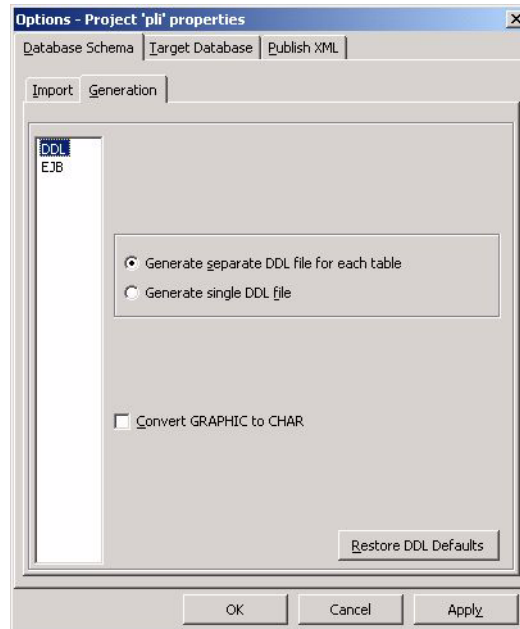 Options - Project 'pli' properties
Database Schema Target Database Publish XML
Import Generation
DDL
EJB
Generate separate DDL file for each table
Generate single DDL file
Convert GRAPHIC to CHAR
Restore DDL Defaults
OK Cancel Apply